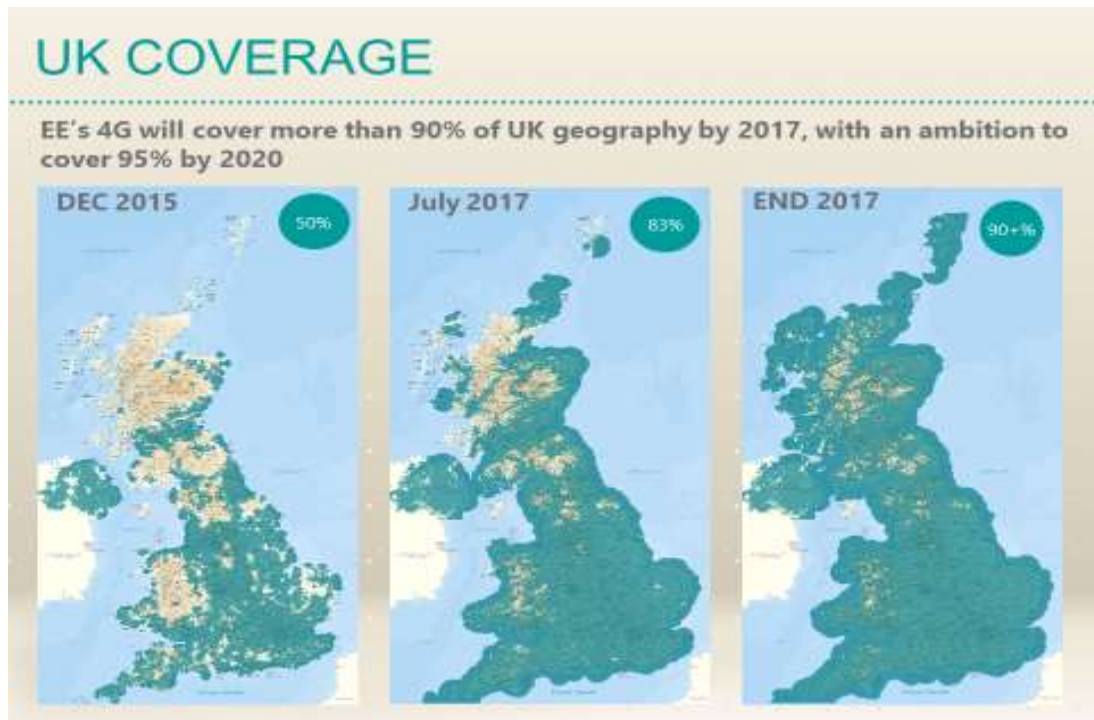 UK COVERAGE
EE's 4G will cover more than 90% of UK geography by 2017, with an ambition to
cover 95% by 2020
DEC 2015
50%
July 2017
83%
END 2017
90+%